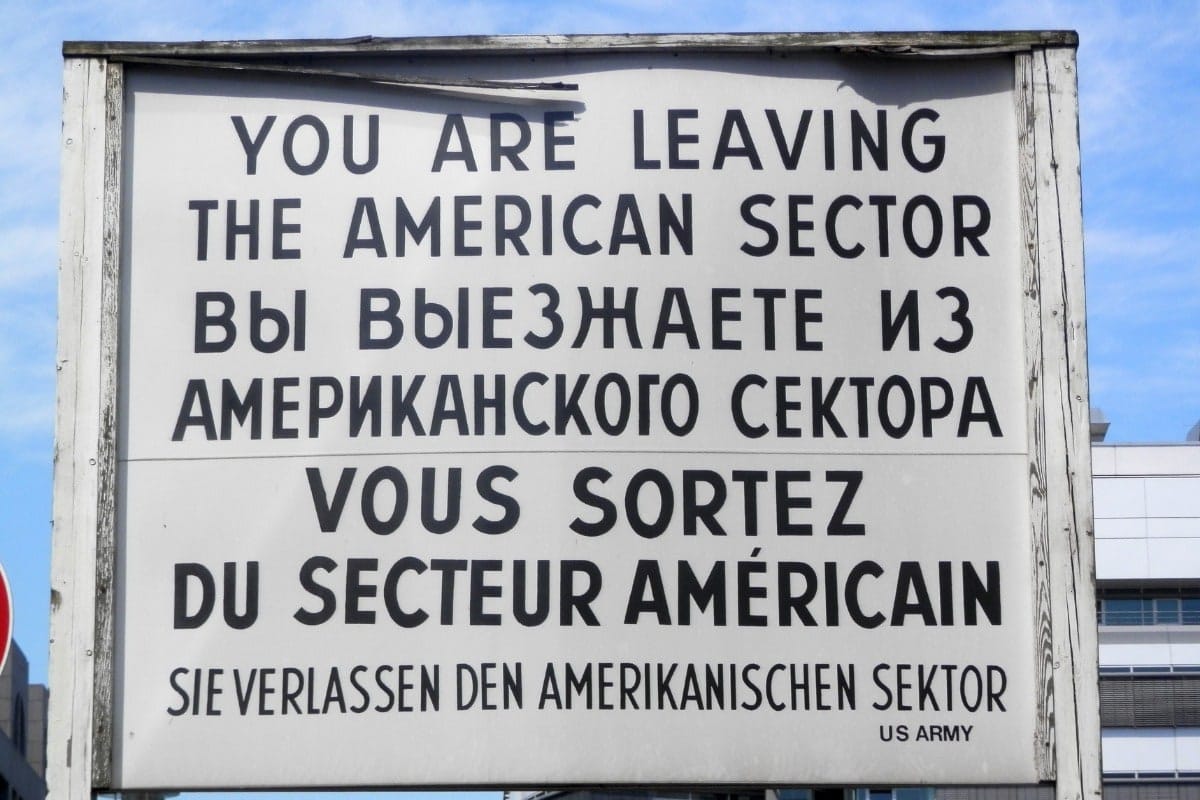 YOU ARE LEAVING
THE AMERICAN SECTOR
ВЫ ВЫЕЗЖАЕТЕ ИЗ
АМЕРИКАНСКОГО СЕКТОРА
VOUS SORTEZ
DU SECTEUR AMÉRICAIN
SIE VERLASSEN DEN AMERIKANISCHEN SEKTOR
US ARMY